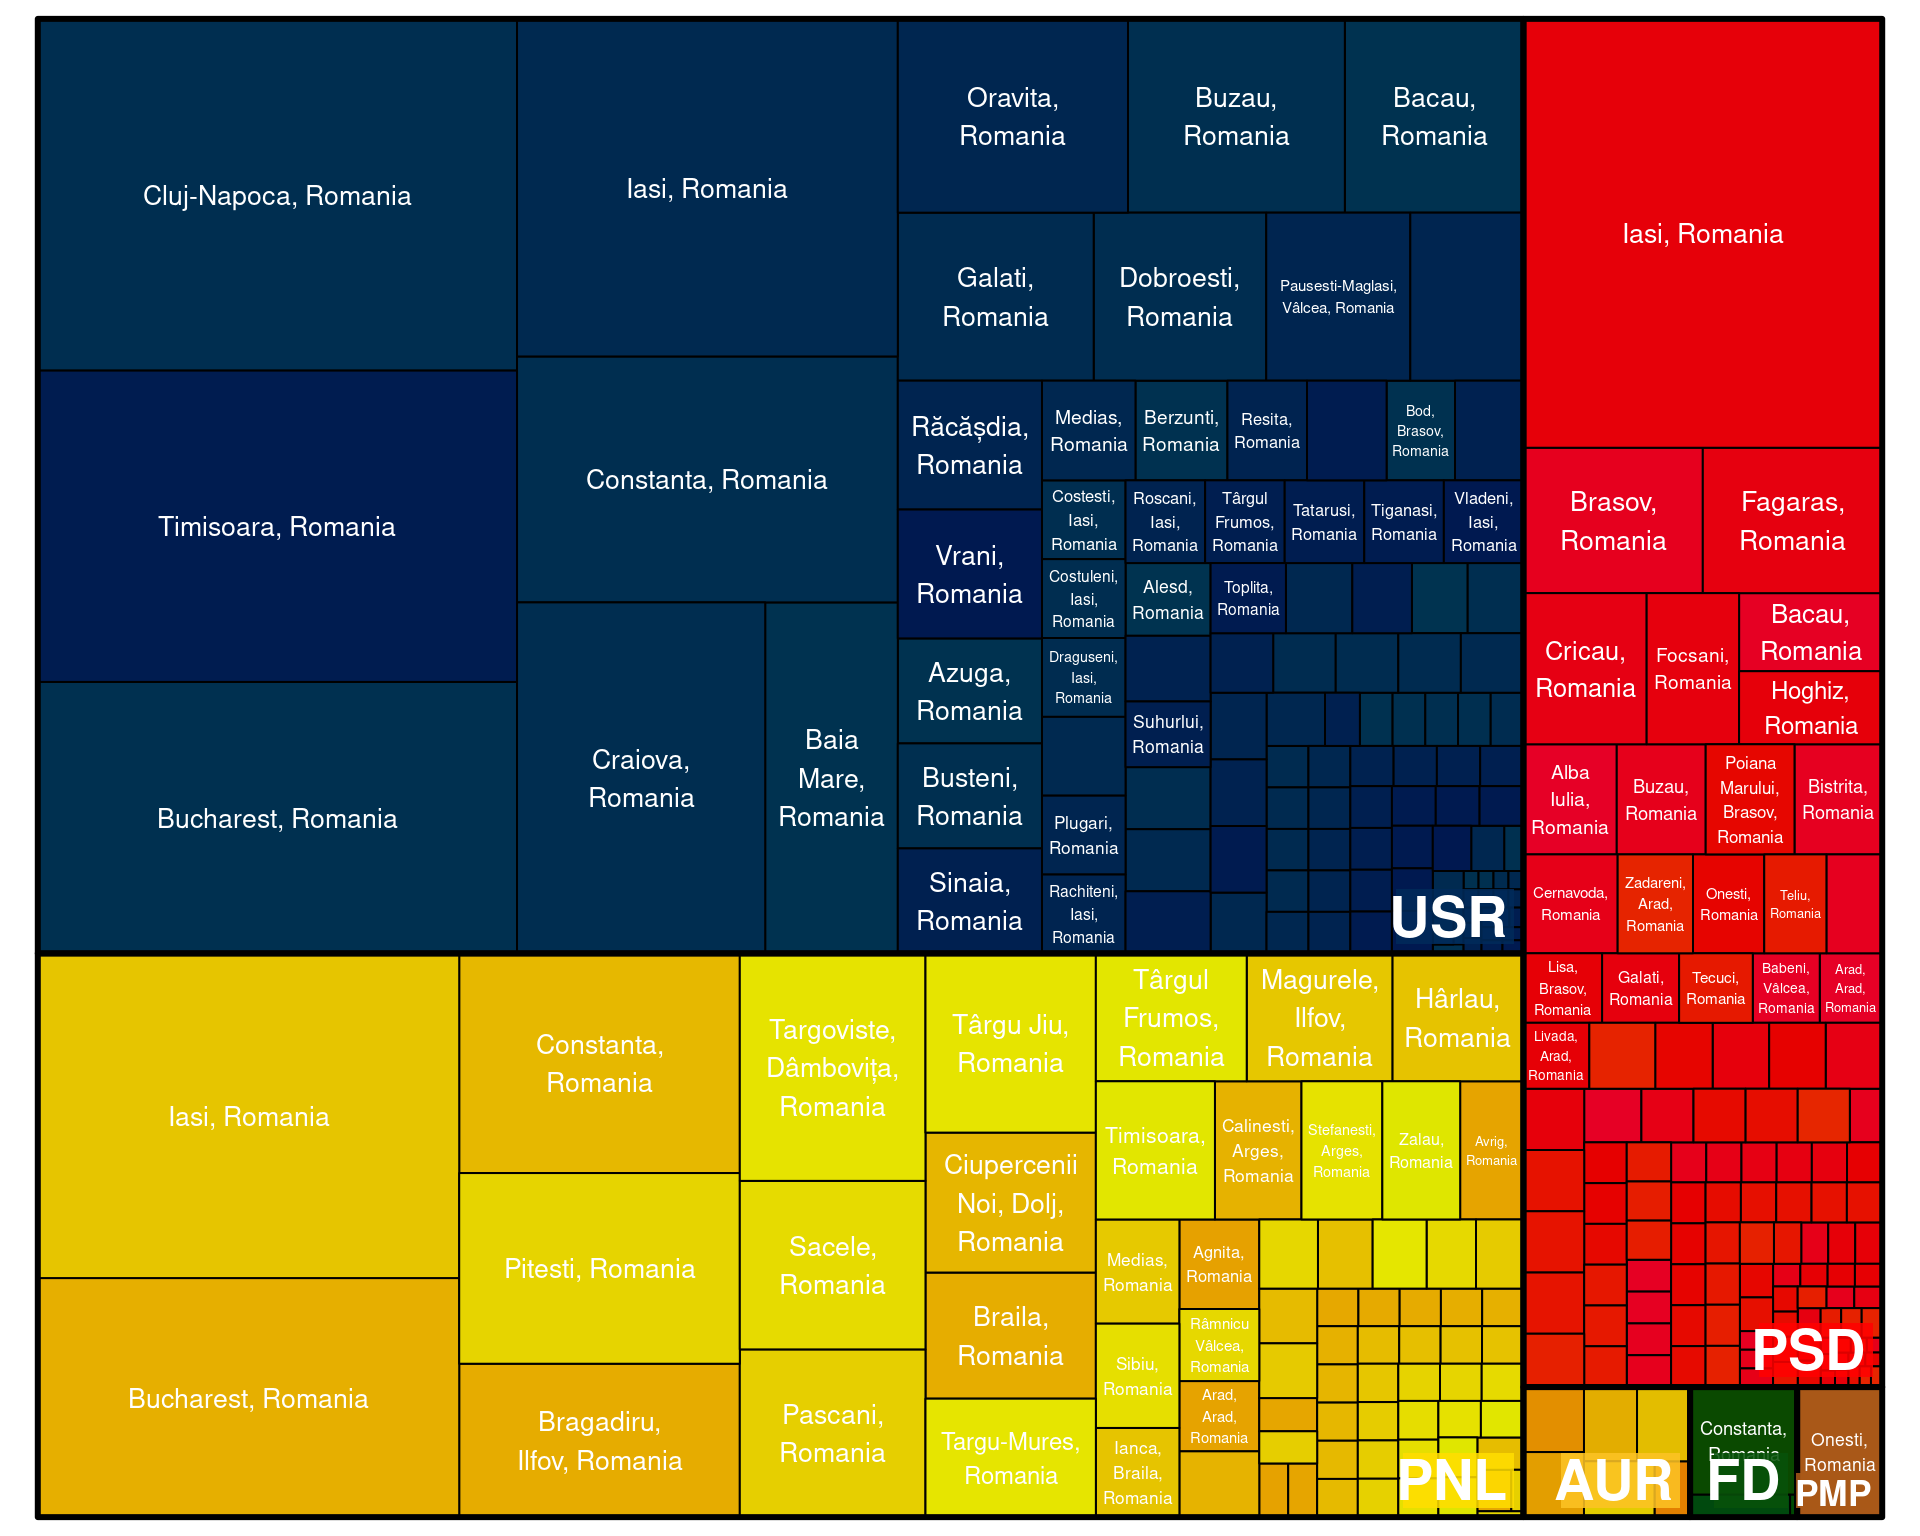 Cluj-Napoca, Romania
Timisoara, Romania
Bucharest, Romania
Iasi, Romania
Constanta, Romania
Craiova,
Romania
Baia
Mare,
Romania
Oravita,
Romania
Buzau,
Romania
Bacau,
Romania
Galati,
Romania
Dobroesti,
Romania
Pausesti-Maglasi,
Vâlcea, Romania
Răcășdia,
Romania
Vrani,
Romania
Azuga,
Romania
Busteni,
Romania
Sinaia,
Romania
Medias,
Romania
Berzunti,
Romania
Resita,
Romania
Bod,
Brasov,
Romania
Costesti,
Iasi,
Romania
Costuleni,
Iasi,
Romania
Draguseni,
Iasi,
Romania
Plugari,
Romania
Rachiteni,
Iasi,
Romania
Roscani,
Iasi,
Romania
Târgul
Frumos,
Romania
Tatarusi,
Romania
Tiganasi,
Romania
Vladeni,
Iasi,
Romania
Alesd,
Romania
Toplita,
Romania
Suhurlui,
Romania
USR
Iasi, Romania
Brasov,
Romania
Fagaras,
Romania
Cricau,
Romania
Focsani,
Romania
Bacau,
Romania
Hoghiz,
Romania
Alba
Iulia,
Romania
Buzau,
Romania
Poiana
Marului,
Brasov,
Romania
Bistrita,
Romania
Cernavoda,
Romania
Zadareni,
Arad,
Romania
Onesti,
Romania
Teliu,
Romania
Lisa,
Brasov,
Romania
Galati,
Romania
Tecuci,
Romania
Babeni,
Vâlcea,
Romania
Arad,
Arad,
Romania
Livada,
Arad,
Romania
PSD
Iasi, Romania
Bucharest, Romania
Constanta,
Romania
Pitesti, Romania
Bragadiru,
Ilfov, Romania
Targoviste,
Dâmbovița,
Romania
Sacele,
Romania
Pascani,
Romania
Târgu Jiu,
Romania
Ciupercenii
Noi, Dolj,
Romania
Braila,
Romania
Targu-Mures,
Romania
Târgul
Frumos,
Romania
Magurele,
Ilfov,
Romania
Hârlau,
Romania
Timisoara,
Romania
Calinesti,
Arges,
Romania
Stefanesti,
Arges,
Romania
Zalau,
Romania
Avrig,
Romania
Medias,
Romania
Sibiu,
Romania
Ianca,
Braila,
Romania
Agnita,
Romania
Râmnicu
Vâlcea,
Romania
Arad,
Arad,
Romania
PNL
AUR
Constanta,
Romania
FD
Onesti,
Romania
PMP